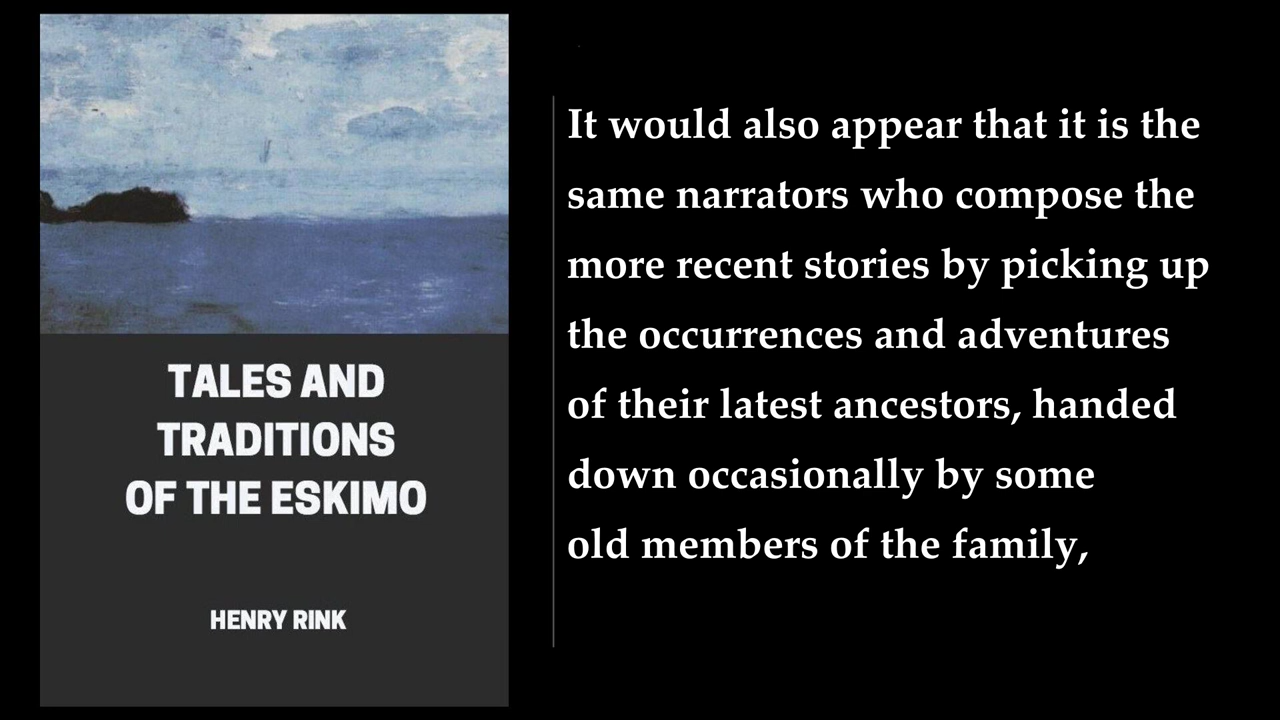 TALES AND
TRADITIONS
OF THE ESKIMO
HENRY RINK
It would also appear that it is the
same narrators who compose the
more recent stories by picking up
the occurrences and adventures
of their latest ancestors, handed
down occasionally by some
old members of the family,